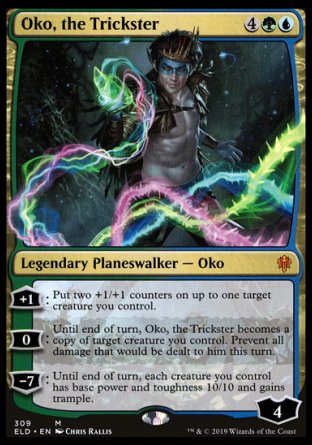 Oko, the Trickster 4
Legendary Planeswalker — Oko
+1 : Put two +1/+1 counters on up to one target
creature you control.
0 : Until end of turn, Oko, the Trickster becomes a
copy of target creature you control. Prevent all
damage that would be dealt to him this turn.
-7 : Until end of turn, each creature you control
has base power and toughness 10/10 and gains
trample.
4
309 M
ELD • EN CHRIS RALLIS
™ & © 2019 Wizards of the Coast